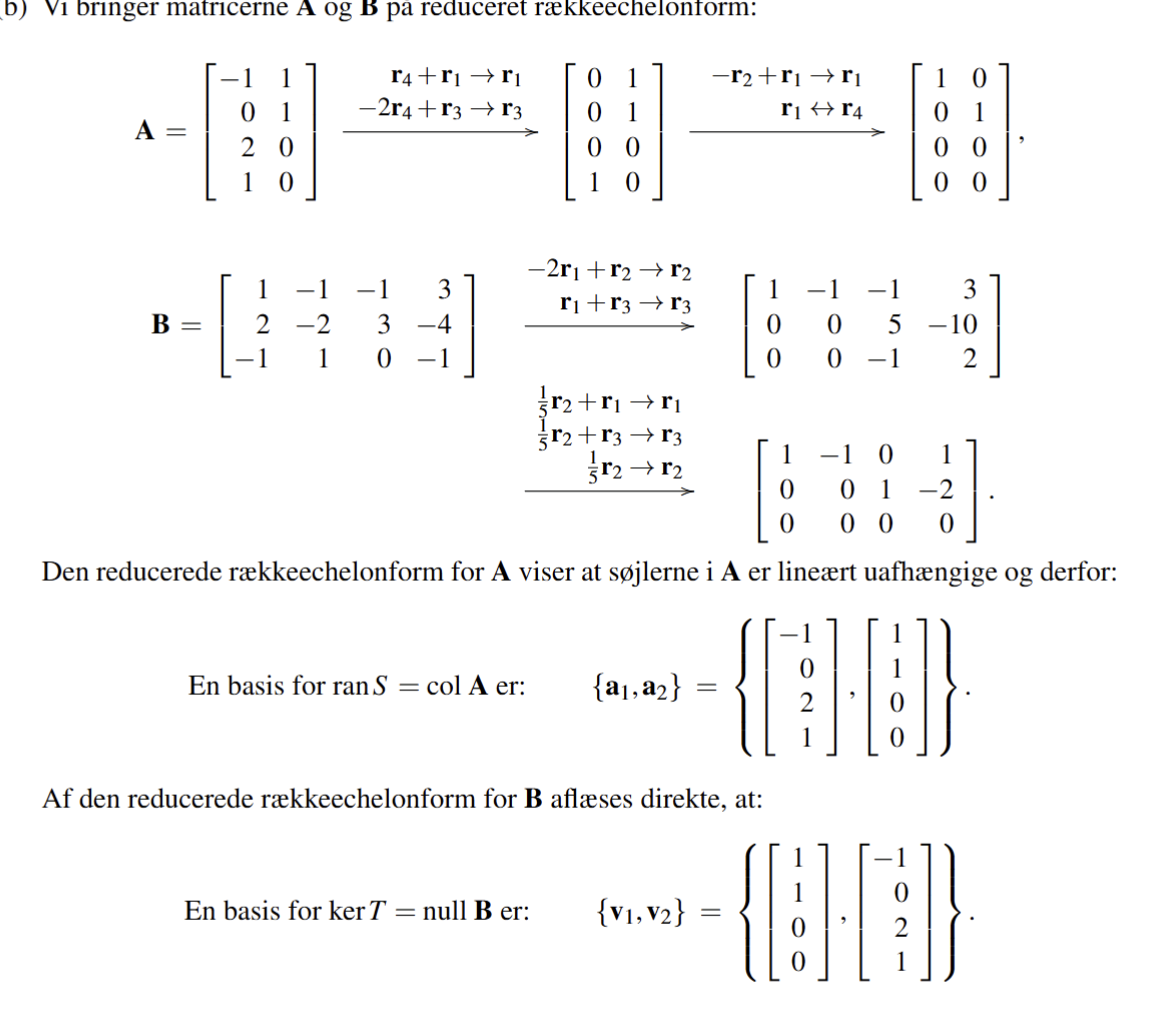 b) Vi bringer matricerne A og B på reduceret rækkeechelonform:
A = [ −1 1 ; 0 1 ; 2 0 ; 1 0 ] r₄ + r₁ → r₁, −2r₄ + r₃ → r₃ ⟶ [ 0 1 ; 0 1 ; 0 0 ; 1 0 ] −r₂ + r₁ → r₁, r₁ ↔ r₄ ⟶ [ 1 0 ; 0 1 ; 0 0 ; 0 0 ],
B = [ 1 −1 −1 3 ; 2 −2 3 −4 ; −1 1 0 −1 ] −2r₁ + r₂ → r₂, r₁ + r₃ → r₃ ⟶ [ 1 −1 −1 3 ; 0 0 5 −10 ; 0 0 −1 2 ]
⅕r₂ + r₁ → r₁, ⅕r₂ + r₃ → r₃, ⅕r₂ → r₂ ⟶ [ 1 −1 0 1 ; 0 0 1 −2 ; 0 0 0 0 ].
Den reducerede rækkeechelonform for A viser at søjlerne i A er lineært uafhængige og derfor:
En basis for ran S = col A er: {a₁, a₂} = { [ −1 ; 0 ; 2 ; 1 ], [ 1 ; 1 ; 0 ; 0 ] }.
Af den reducerede rækkeechelonform for B aflæses direkte, at:
En basis for ker T = null B er: {v₁, v₂} = { [ 1 ; 1 ; 0 ; 0 ], [ −1 ; 0 ; 2 ; 1 ] }.